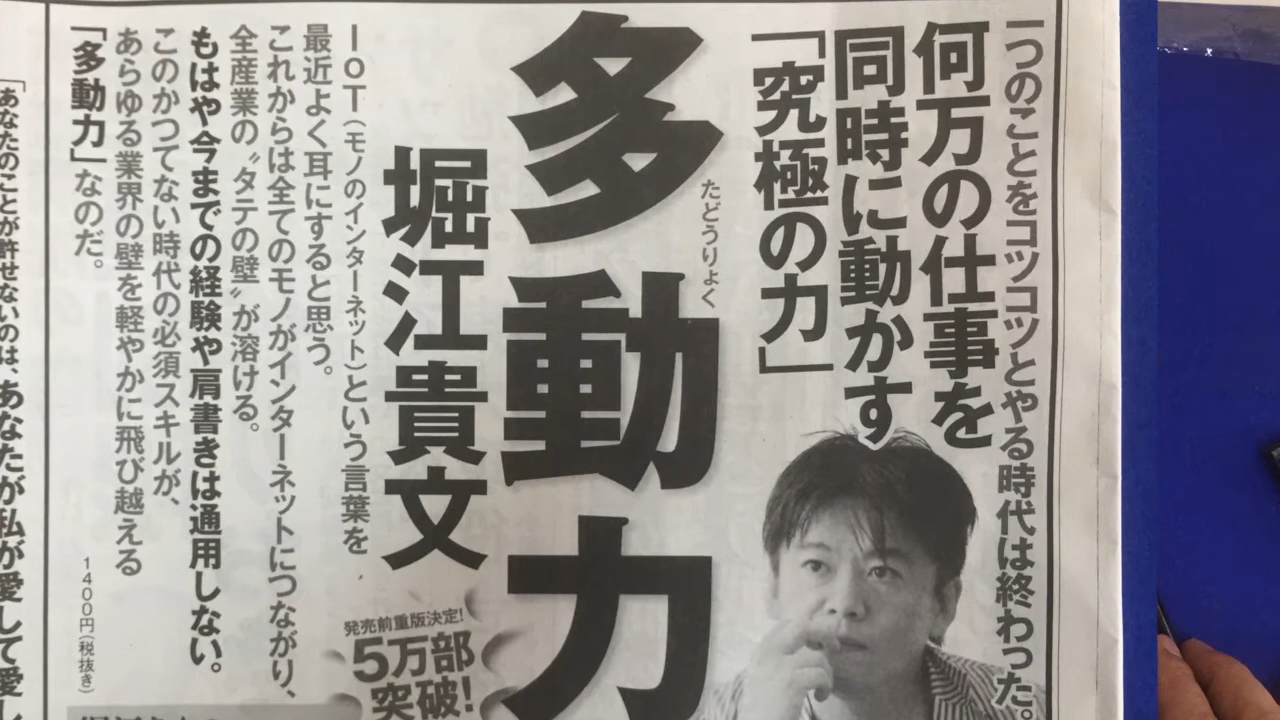 一つのことをコツコツとやる時代は終わった。
何万の仕事を
同時に動かす
「究極の力」
多動力
たどうりょく
堀江貴文
IOT（モノのインターネット）という言葉を
最近よく耳にすると思う。
これからは全てのモノがインターネットにつながり、
全産業の〝タテの壁〟が溶ける。
もはや今までの経験や肩書きは通用しない。
このかつてない時代の必須スキルが、
あらゆる業界の壁を軽やかに飛び越える
「多動力」なのだ。
1400円（税抜き）
発売前重版決定!
5万部
突破!
「あなたのことが許せないのは、あなたが私が愛して愛し